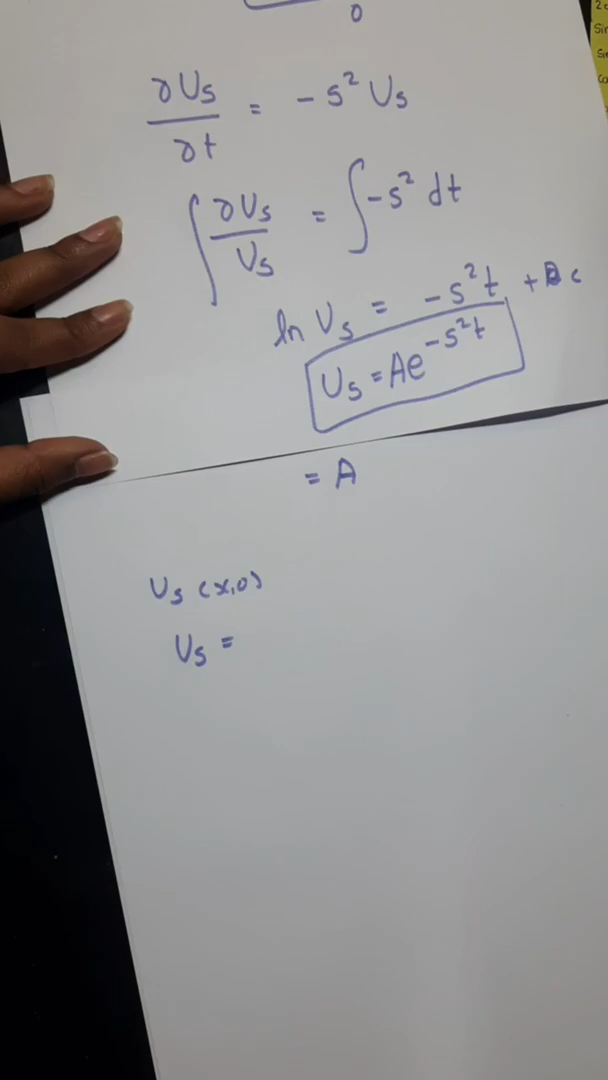 0
∂Us/∂t = - s² Us
∫ ∂Us/Us = ∫ -s² dt
ln Us = -s²t + c
Us = Ae^(-s²t)
= A
Us (x,0)
Us =